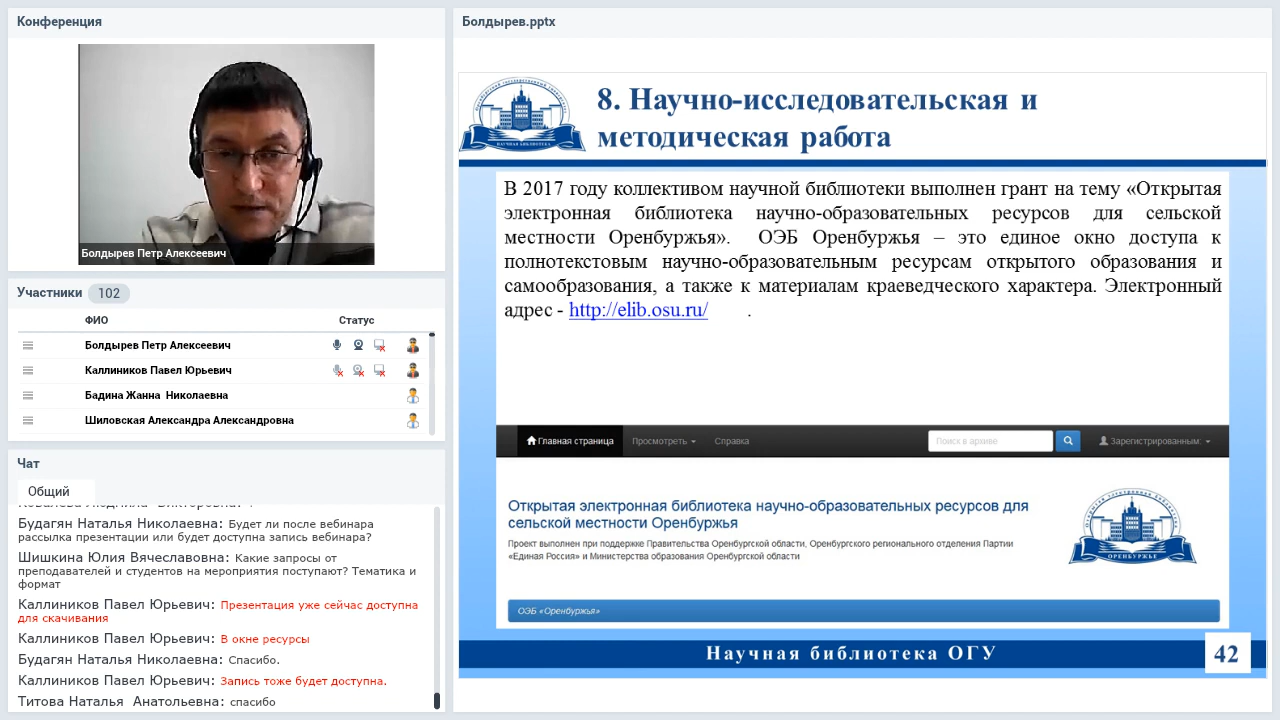 Конференция
Болдырев Петр Алексеевич
Участники 102
ФИО Статус
Болдырев Петр Алексеевич
Каллиников Павел Юрьевич
Бадина Жанна Николаевна
Шиловская Александра Александровна
Чат
Общий
Будагян Наталья Николаевна: Будет ли после вебинара
рассылка презентации или будет доступна запись вебинара?
Шишкина Юлия Вячеславовна: Какие запросы от
преподавателей и студентов на мероприятия поступают? Тематика и
формат
Каллиников Павел Юрьевич: Презентация уже сейчас доступна
для скачивания
Каллиников Павел Юрьевич: В окне ресурсы
Будагян Наталья Николаевна: Спасибо.
Каллиников Павел Юрьевич: Запись тоже будет доступна.
Титова Наталья Анатольевна: спасибо
Болдырев.pptx
НАУЧНАЯ БИБЛИОТЕКА
8. Научно-исследовательская и
методическая работа
В 2017 году коллективом научной библиотеки выполнен грант на тему «Открытая
электронная библиотека научно-образовательных ресурсов для сельской
местности Оренбуржья». ОЭБ Оренбуржья – это единое окно доступа к
полнотекстовым научно-образовательным ресурсам открытого образования и
самообразования, а также к материалам краеведческого характера. Электронный
адрес - http://elib.osu.ru/ .
Главная страница Просмотреть Справка Поиск в архиве Зарегистрированным:
Открытая электронная библиотека научно-образовательных ресурсов для
сельской местности Оренбуржья
Проект выполнен при поддержке Правительства Оренбургской области, Оренбургского регионального отделения Партии
«Единая Россия» и Министерства образования Оренбургской области
ОРЕНБУРЖЬЕ
ОЭБ «Оренбуржья»
Научная библиотека ОГУ
42